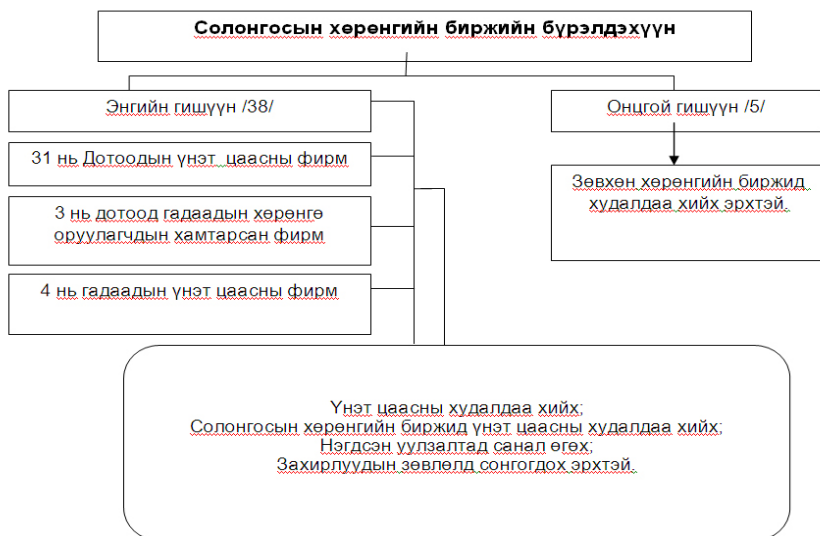 Солонгосын хөрөнгийн биржийн бүрэлдэхүүн
Энгийн гишүүн /38/
Онцгой гишүүн /5/
31 нь Дотоодын үнэт цаасны фирм
3 нь дотоод гадаадын хөрөнгө
оруулагчдын хамтарсан фирм
4 нь гадаадын үнэт цаасны фирм
Зөвхөн хөрөнгийн биржид
худалдаа хийх эрхтэй.
Үнэт цаасны худалдаа хийх;
Солонгосын хөрөнгийн биржид үнэт цаасны худалдаа хийх;
Нэгдсэн уулзалтад санал өгөх;
Захирлуудын зөвлөлд сонгогдох эрхтэй.